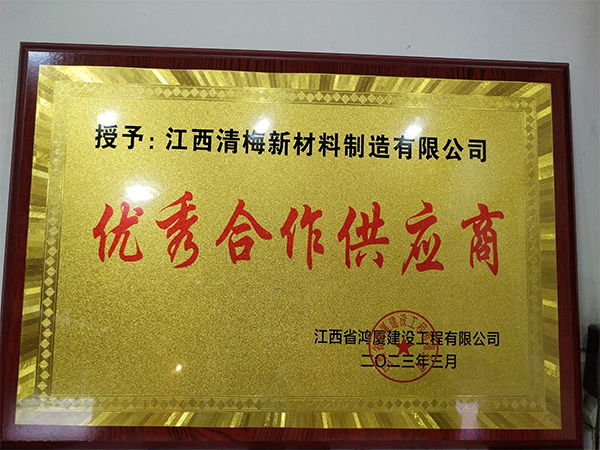 授予：江西清梅新材料制造有限公司
优秀合作供应商
江西省鸿厦建设工程有限公司
二〇二三年三月